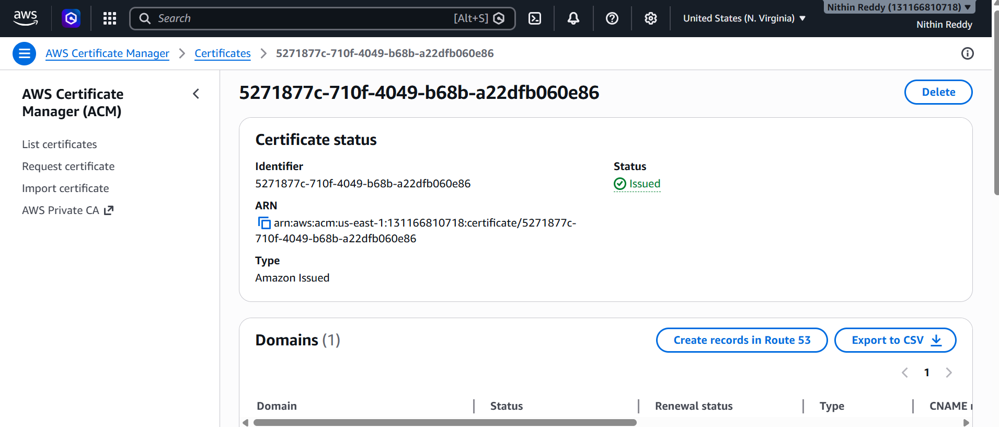 aws
Search
[Alt+S]
United States (N. Virginia)
Nithin Reddy (131166810718)
Nithin Reddy
AWS Certificate Manager
Certificates
5271877c-710f-4049-b68b-a22dfb060e86
AWS Certificate
Manager (ACM)
List certificates
Request certificate
Import certificate
AWS Private CA
5271877c-710f-4049-b68b-a22dfb060e86
Delete
Certificate status
Identifier
5271877c-710f-4049-b68b-a22dfb060e86
ARN
arn:aws:acm:us-east-1:131166810718:certificate/5271877c-
710f-4049-b68b-a22dfb060e86
Type
Amazon Issued
Status
Issued
Domains (1)
Create records in Route 53
Export to CSV
1
Domain
Status
Renewal status
Type
CNAME